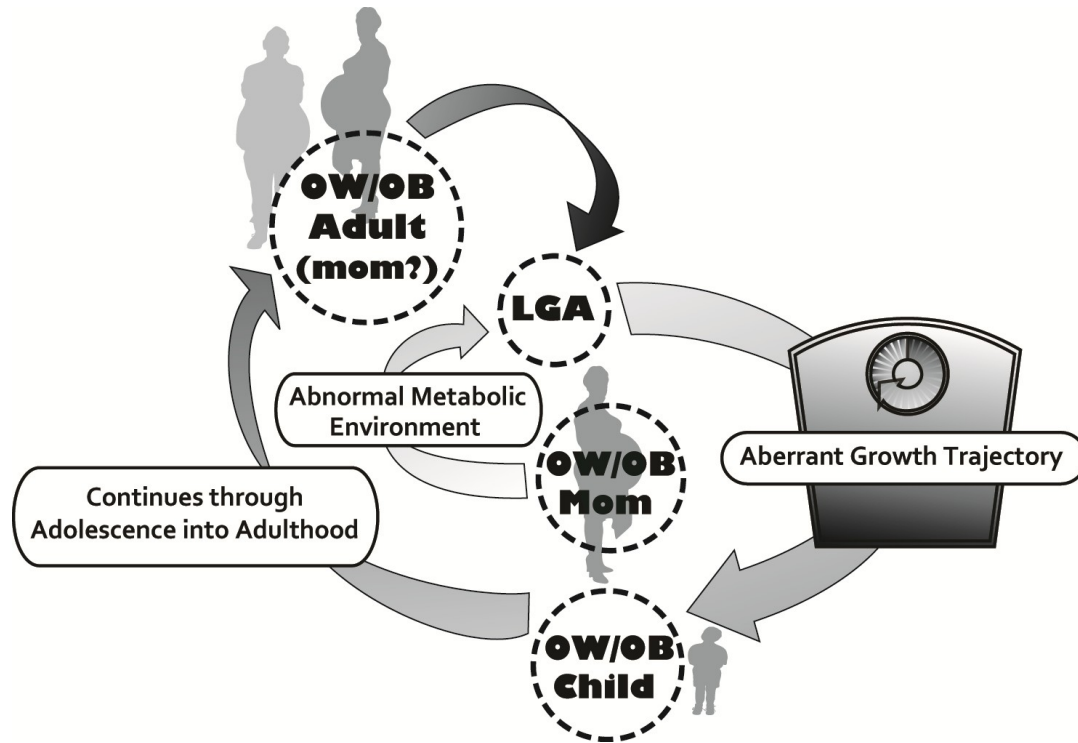 OW/OB
Adult
(mom?)
LGA
Abnormal Metabolic
Environment
OW/OB
Mom
Aberrant Growth Trajectory
Continues through
Adolescence into Adulthood
OW/OB
Child